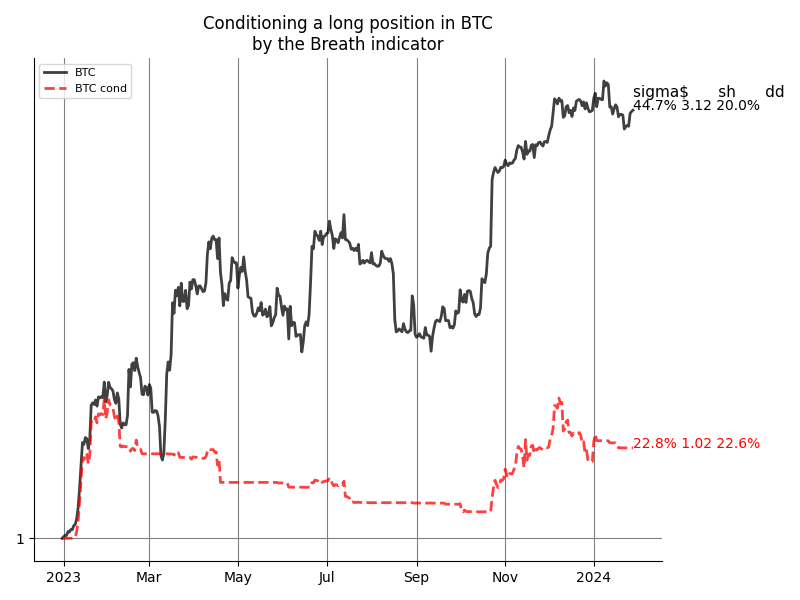 Conditioning a long position in BTC
by the Breath indicator
BTC
BTC cond
sigma$ sh dd
44.7% 3.12 20.0%
22.8% 1.02 22.6%
1
2023 Mar May Jul Sep Nov 2024